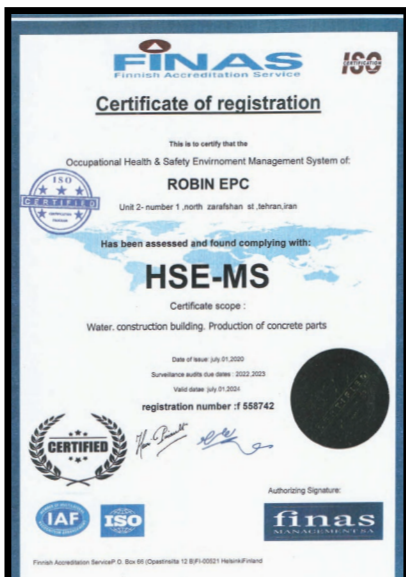 FINAS
Finnish Accreditation Service
ISO
CERTIFICATION
Certificate of registration
This is to certify that the
Occupational Health & Safety Envirnoment Management System of:
ISO
CERTIFIED
ROBIN EPC
Unit 2- number 1 ,north zarafshan st ,tehran,iran
Has been assessed and found complying with:
HSE-MS
Certificate scope :
Water. construction building. Production of concrete parts
Date of issue: july.01,2020
Surveillance audits due dates : 2022,2023
Valid datae: july.01,2024
registration number :f 558742
CERTIFIED
Authorizing Signature:
IAF
ISO
finas
MANAGEMENT SA.
Finnish Accreditation ServiceP.O. Box 66 (Opastinsilta 12 B)FI-00521 HelsinkiFinland